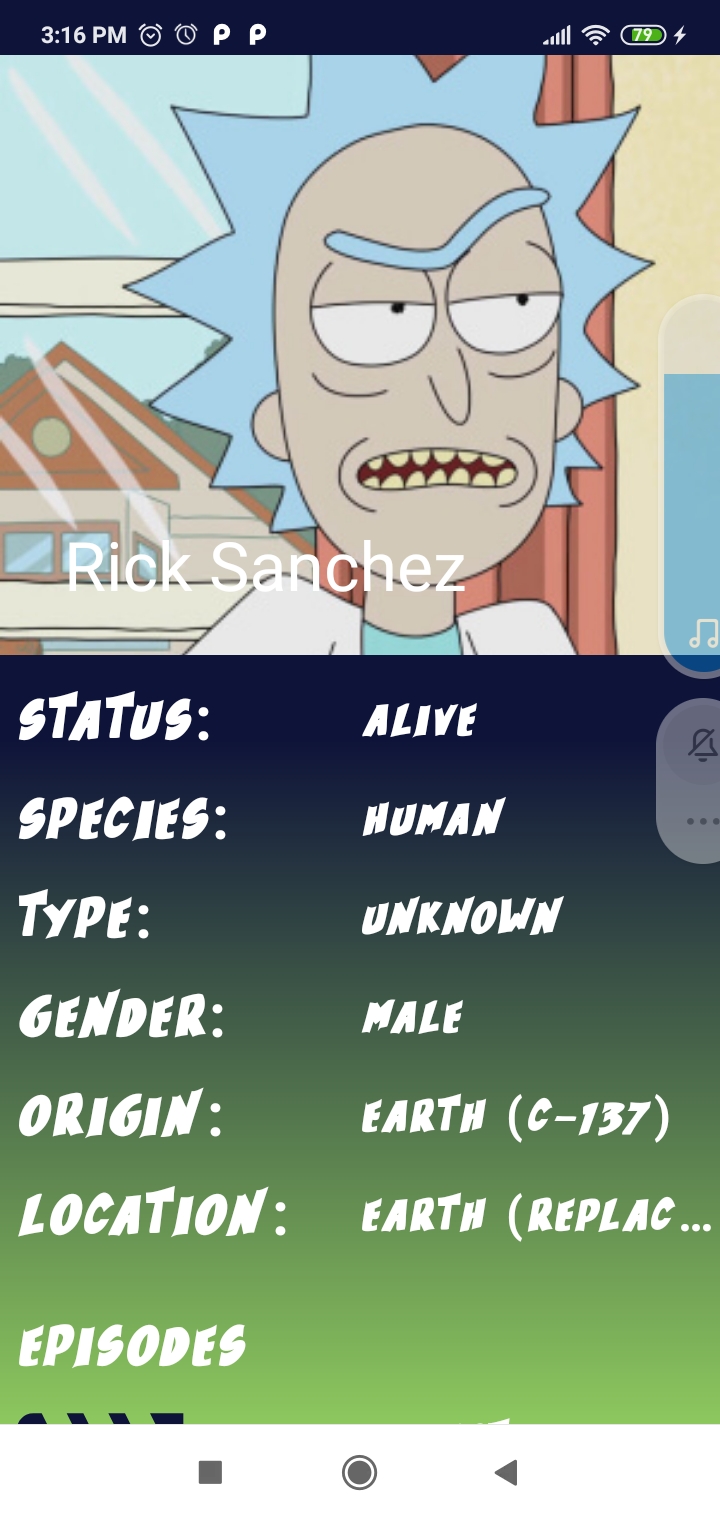 3:16 PM
79
Rick Sanchez
STATUS: ALIVE
SPECIES: HUMAN
TYPE: UNKNOWN
GENDER: MALE
ORIGIN: EARTH (C-137)
LOCATION: EARTH (REPLAC...
EPISODES